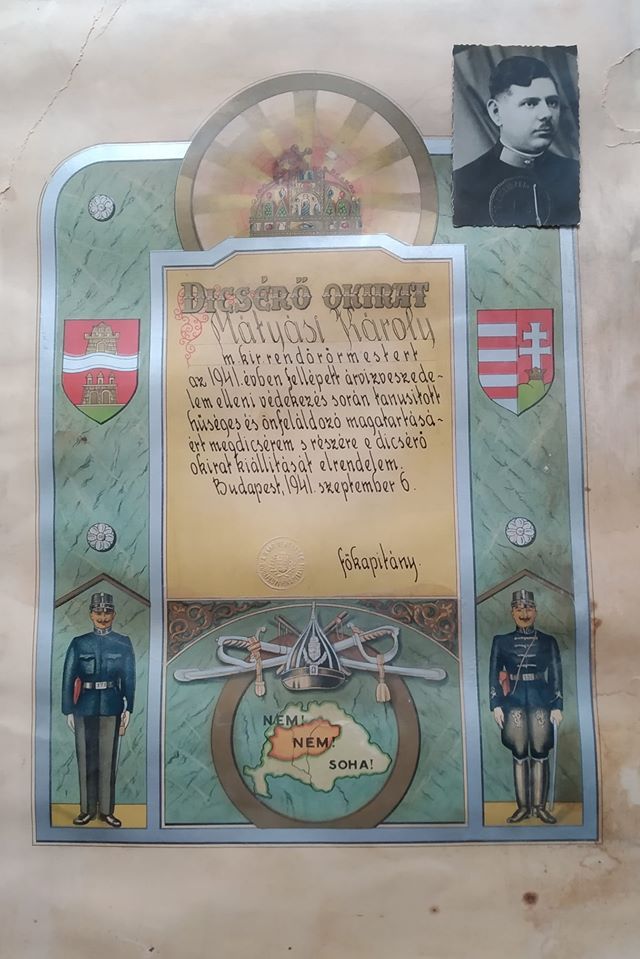 DICSÉRŐ OKIRAT
Mátyási Károly
m. kir. rendőrőrmestert
az 1941. évben fellépett árvízveszede-
lem elleni védekezés során tanusított
hűséges és önfeláldozó magatartásá-
ért megdicsérem s részére e dicsérő
okirat kiállítását elrendelem.
Budapest, 1941. szeptember 6.
főkapitány.
NEM!
NEM!
SOHA!